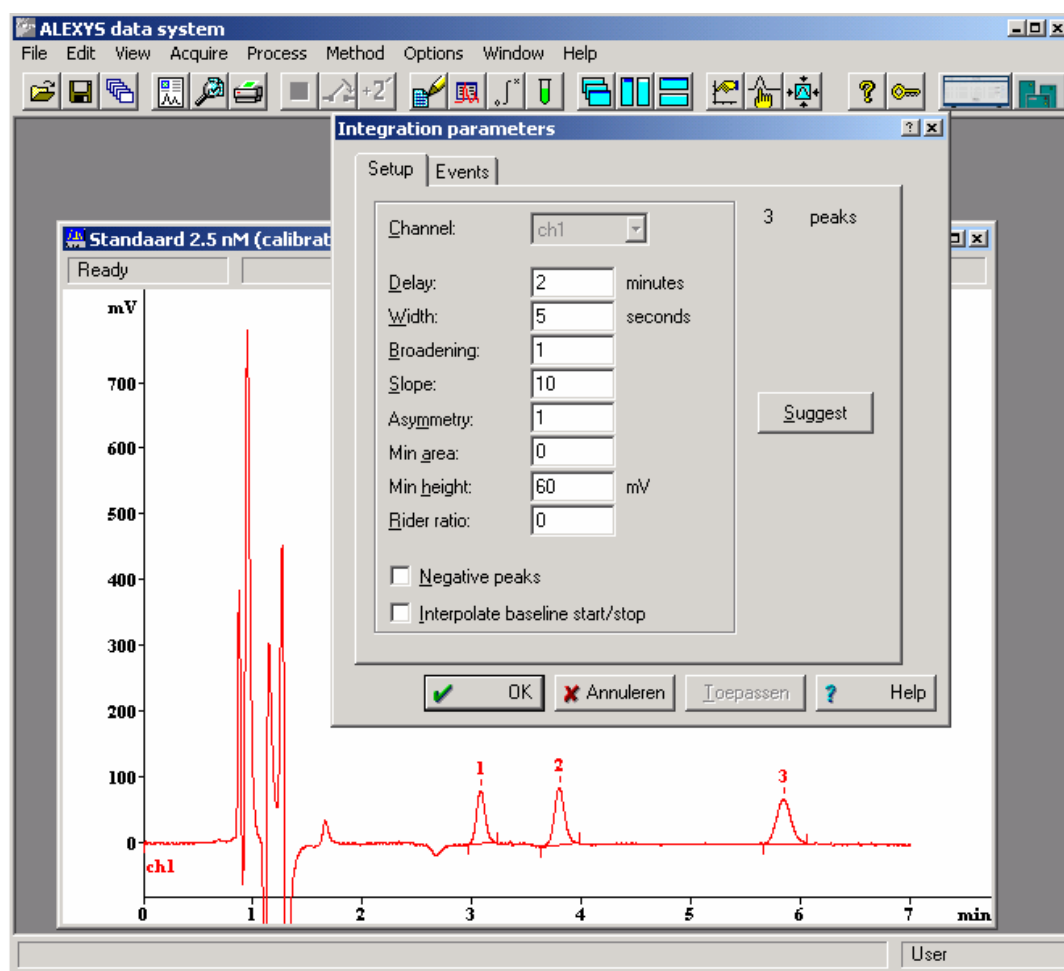 ALEXYS data system
File Edit View Acquire Process Method Options Window Help
+2
Integration parameters
Setup Events
Channel: ch1
3 peaks
Delay: 2 minutes
Width: 5 seconds
Broadening: 1
Slope: 10
Asymmetry: 1
Suggest
Min area: 0
Min height: 60 mV
Rider ratio: 0
Negative peaks
Interpolate baseline start/stop
OK Annuleren Toepassen ? Help
Standaard 2.5 nM (calibrat
Ready
mV
700
600
500
400
300
200
100
0
1 2 3
ch1
0 1 2 3 4 5 6 7 min
User